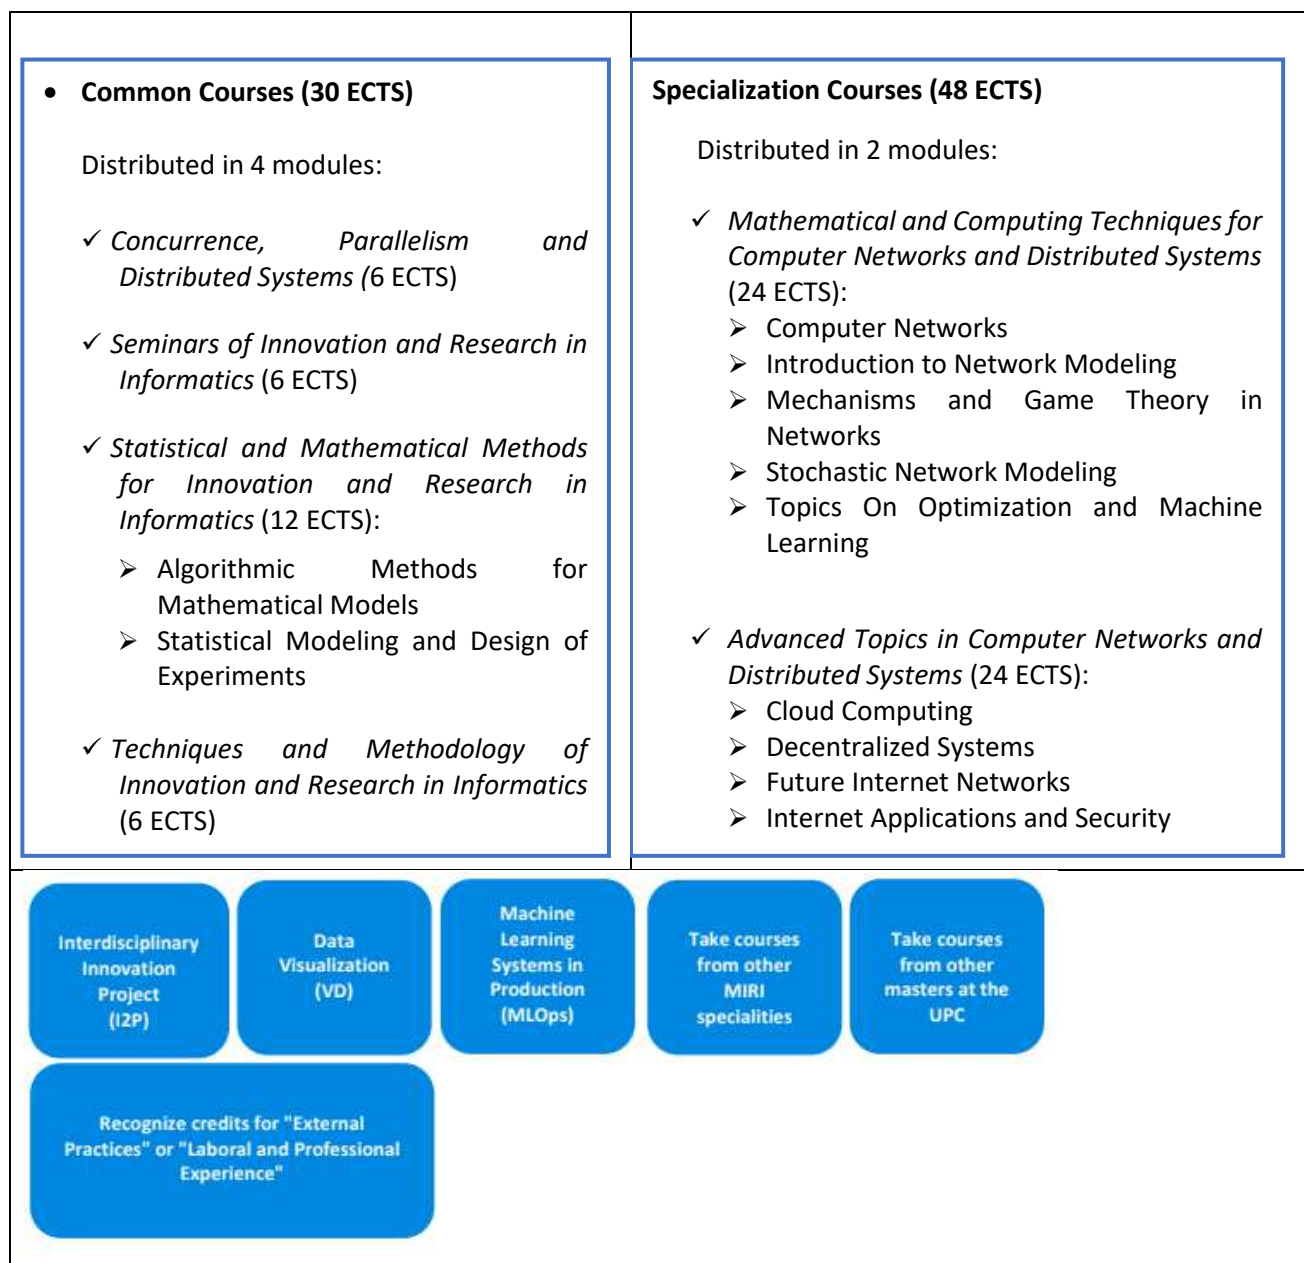 • Common Courses (30 ECTS)
Distributed in 4 modules:
✓ Concurrence, Parallelism and
Distributed Systems (6 ECTS)
✓ Seminars of Innovation and Research in
Informatics (6 ECTS)
✓ Statistical and Mathematical Methods
for Innovation and Research in
Informatics (12 ECTS):
➢ Algorithmic Methods for
Mathematical Models
➢ Statistical Modeling and Design of
Experiments
✓ Techniques and Methodology of
Innovation and Research in Informatics
(6 ECTS)
Specialization Courses (48 ECTS)
Distributed in 2 modules:
✓ Mathematical and Computing Techniques for
Computer Networks and Distributed Systems
(24 ECTS):
➢ Computer Networks
➢ Introduction to Network Modeling
➢ Mechanisms and Game Theory in
Networks
➢ Stochastic Network Modeling
➢ Topics On Optimization and Machine
Learning
✓ Advanced Topics in Computer Networks and
Distributed Systems (24 ECTS):
➢ Cloud Computing
➢ Decentralized Systems
➢ Future Internet Networks
➢ Internet Applications and Security
Interdisciplinary
Innovation
Project
(I2P)
Data
Visualization
(VD)
Machine
Learning
Systems in
Production
(MLOps)
Take courses
from other
MIRI
specialities
Take courses
from other
masters at the
UPC
Recognize credits for "External
Practices" or "Laboral and Professional
Experience"